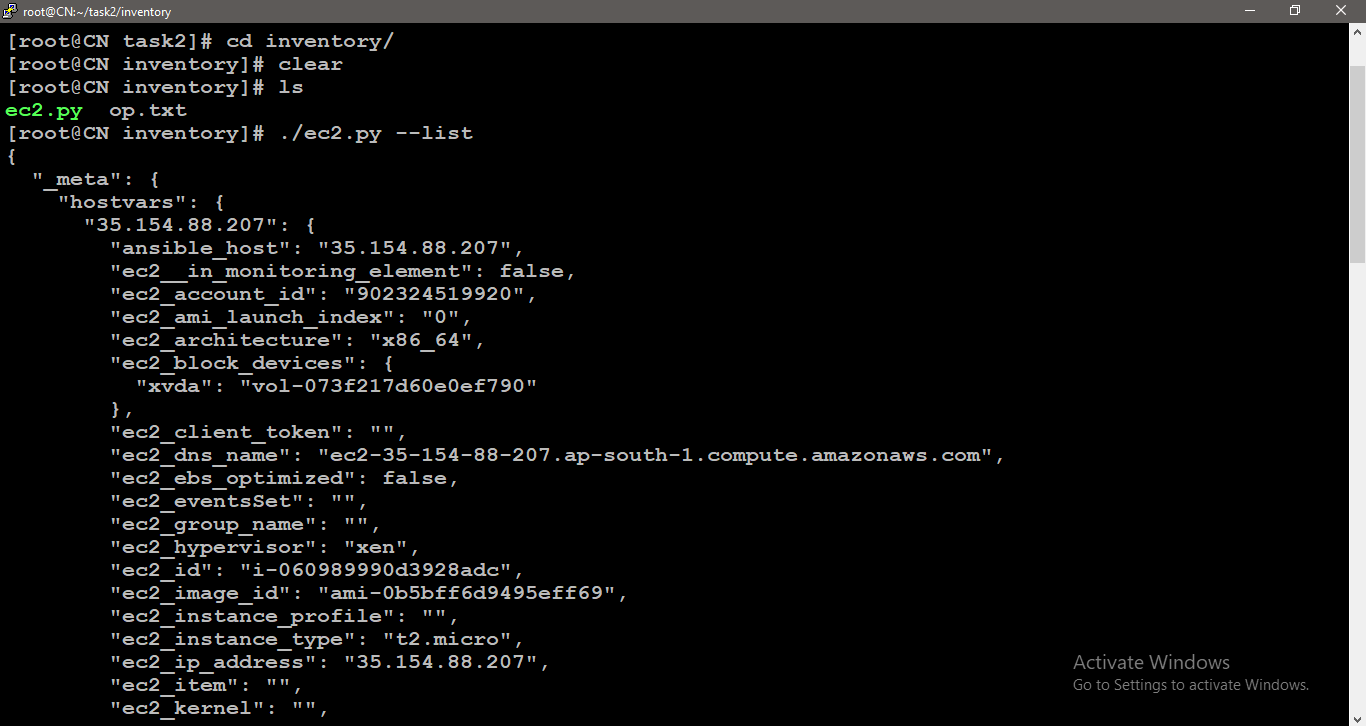 root@CN:~/task2/inventory
[root@CN task2]# cd inventory/
[root@CN inventory]# clear
[root@CN inventory]# ls
ec2.py  op.txt
[root@CN inventory]# ./ec2.py --list
{
  "_meta": {
    "hostvars": {
      "35.154.88.207": {
        "ansible_host": "35.154.88.207",
        "ec2__in_monitoring_element": false,
        "ec2_account_id": "902324519920",
        "ec2_ami_launch_index": "0",
        "ec2_architecture": "x86_64",
        "ec2_block_devices": {
          "xvda": "vol-073f217d60e0ef790"
        },
        "ec2_client_token": "",
        "ec2_dns_name": "ec2-35-154-88-207.ap-south-1.compute.amazonaws.com",
        "ec2_ebs_optimized": false,
        "ec2_eventsSet": "",
        "ec2_group_name": "",
        "ec2_hypervisor": "xen",
        "ec2_id": "i-060989990d3928adc",
        "ec2_image_id": "ami-0b5bff6d9495eff69",
        "ec2_instance_profile": "",
        "ec2_instance_type": "t2.micro",
        "ec2_ip_address": "35.154.88.207",
        "ec2_item": "",
        "ec2_kernel": "",
Activate Windows
Go to Settings to activate Windows.